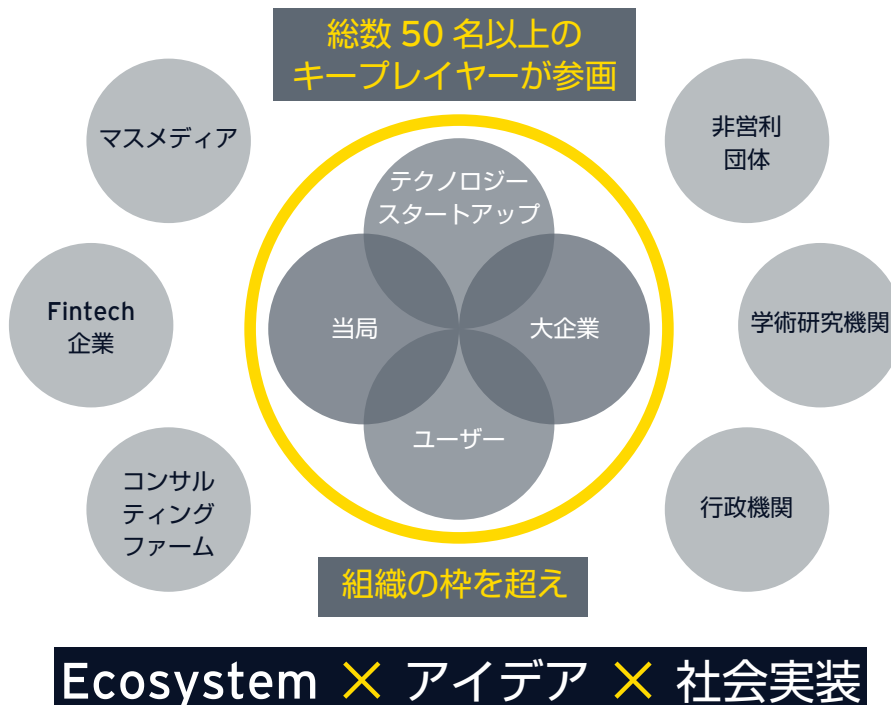 総数 50 名以上の
キープレイヤーが参画
マスメディア
非営利
団体
テクノロジー
スタートアップ
Fintech
企業
当局
大企業
学術研究機関
ユーザー
コンサル
ティング
ファーム
行政機関
組織の枠を超え
Ecosystem × アイデア × 社会実装